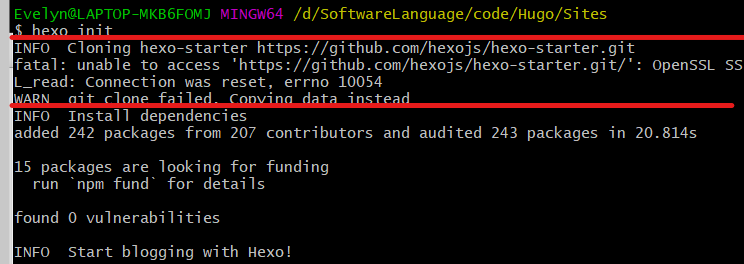 Evelyn@LAPTOP-MKB6FOMJ MINGW64 /d/SoftwareLanguage/code/Hugo/Sites
$ hexo init
INFO  Cloning hexo-starter https://github.com/hexojs/hexo-starter.git
fatal: unable to access 'https://github.com/hexojs/hexo-starter.git/': OpenSSL SS
L_read: Connection was reset, errno 10054
WARN  git clone failed. Copying data instead
INFO  Install dependencies
added 242 packages from 207 contributors and audited 243 packages in 20.814s
15 packages are looking for funding
  run `npm fund` for details
found 0 vulnerabilities
INFO  Start blogging with Hexo!